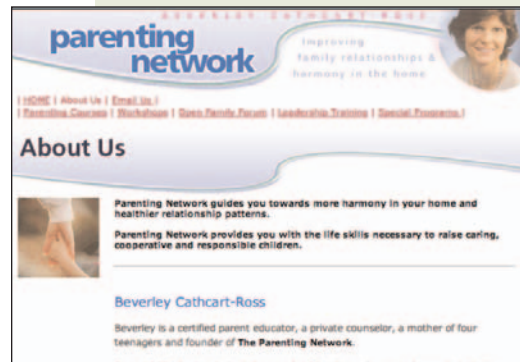 BEVERLEY CATHCART ROSS
parenting
network
Improving
family relationships &
harmony in the home
| HOME | About Us | Email Us |
| Parenting Courses | Workshops | Open Family Forum | Leadership Training | Special Programs |
About Us
Parenting Network guides you towards more harmony in your home and
healthier relationship patterns.
Parenting Network provides you with the life skills necessary to raise caring,
cooperative and responsible children.
Beverley Cathcart-Ross
Beverley is a certified parent educator, a private counselor, a mother of four
teenagers and founder of The Parenting Network.